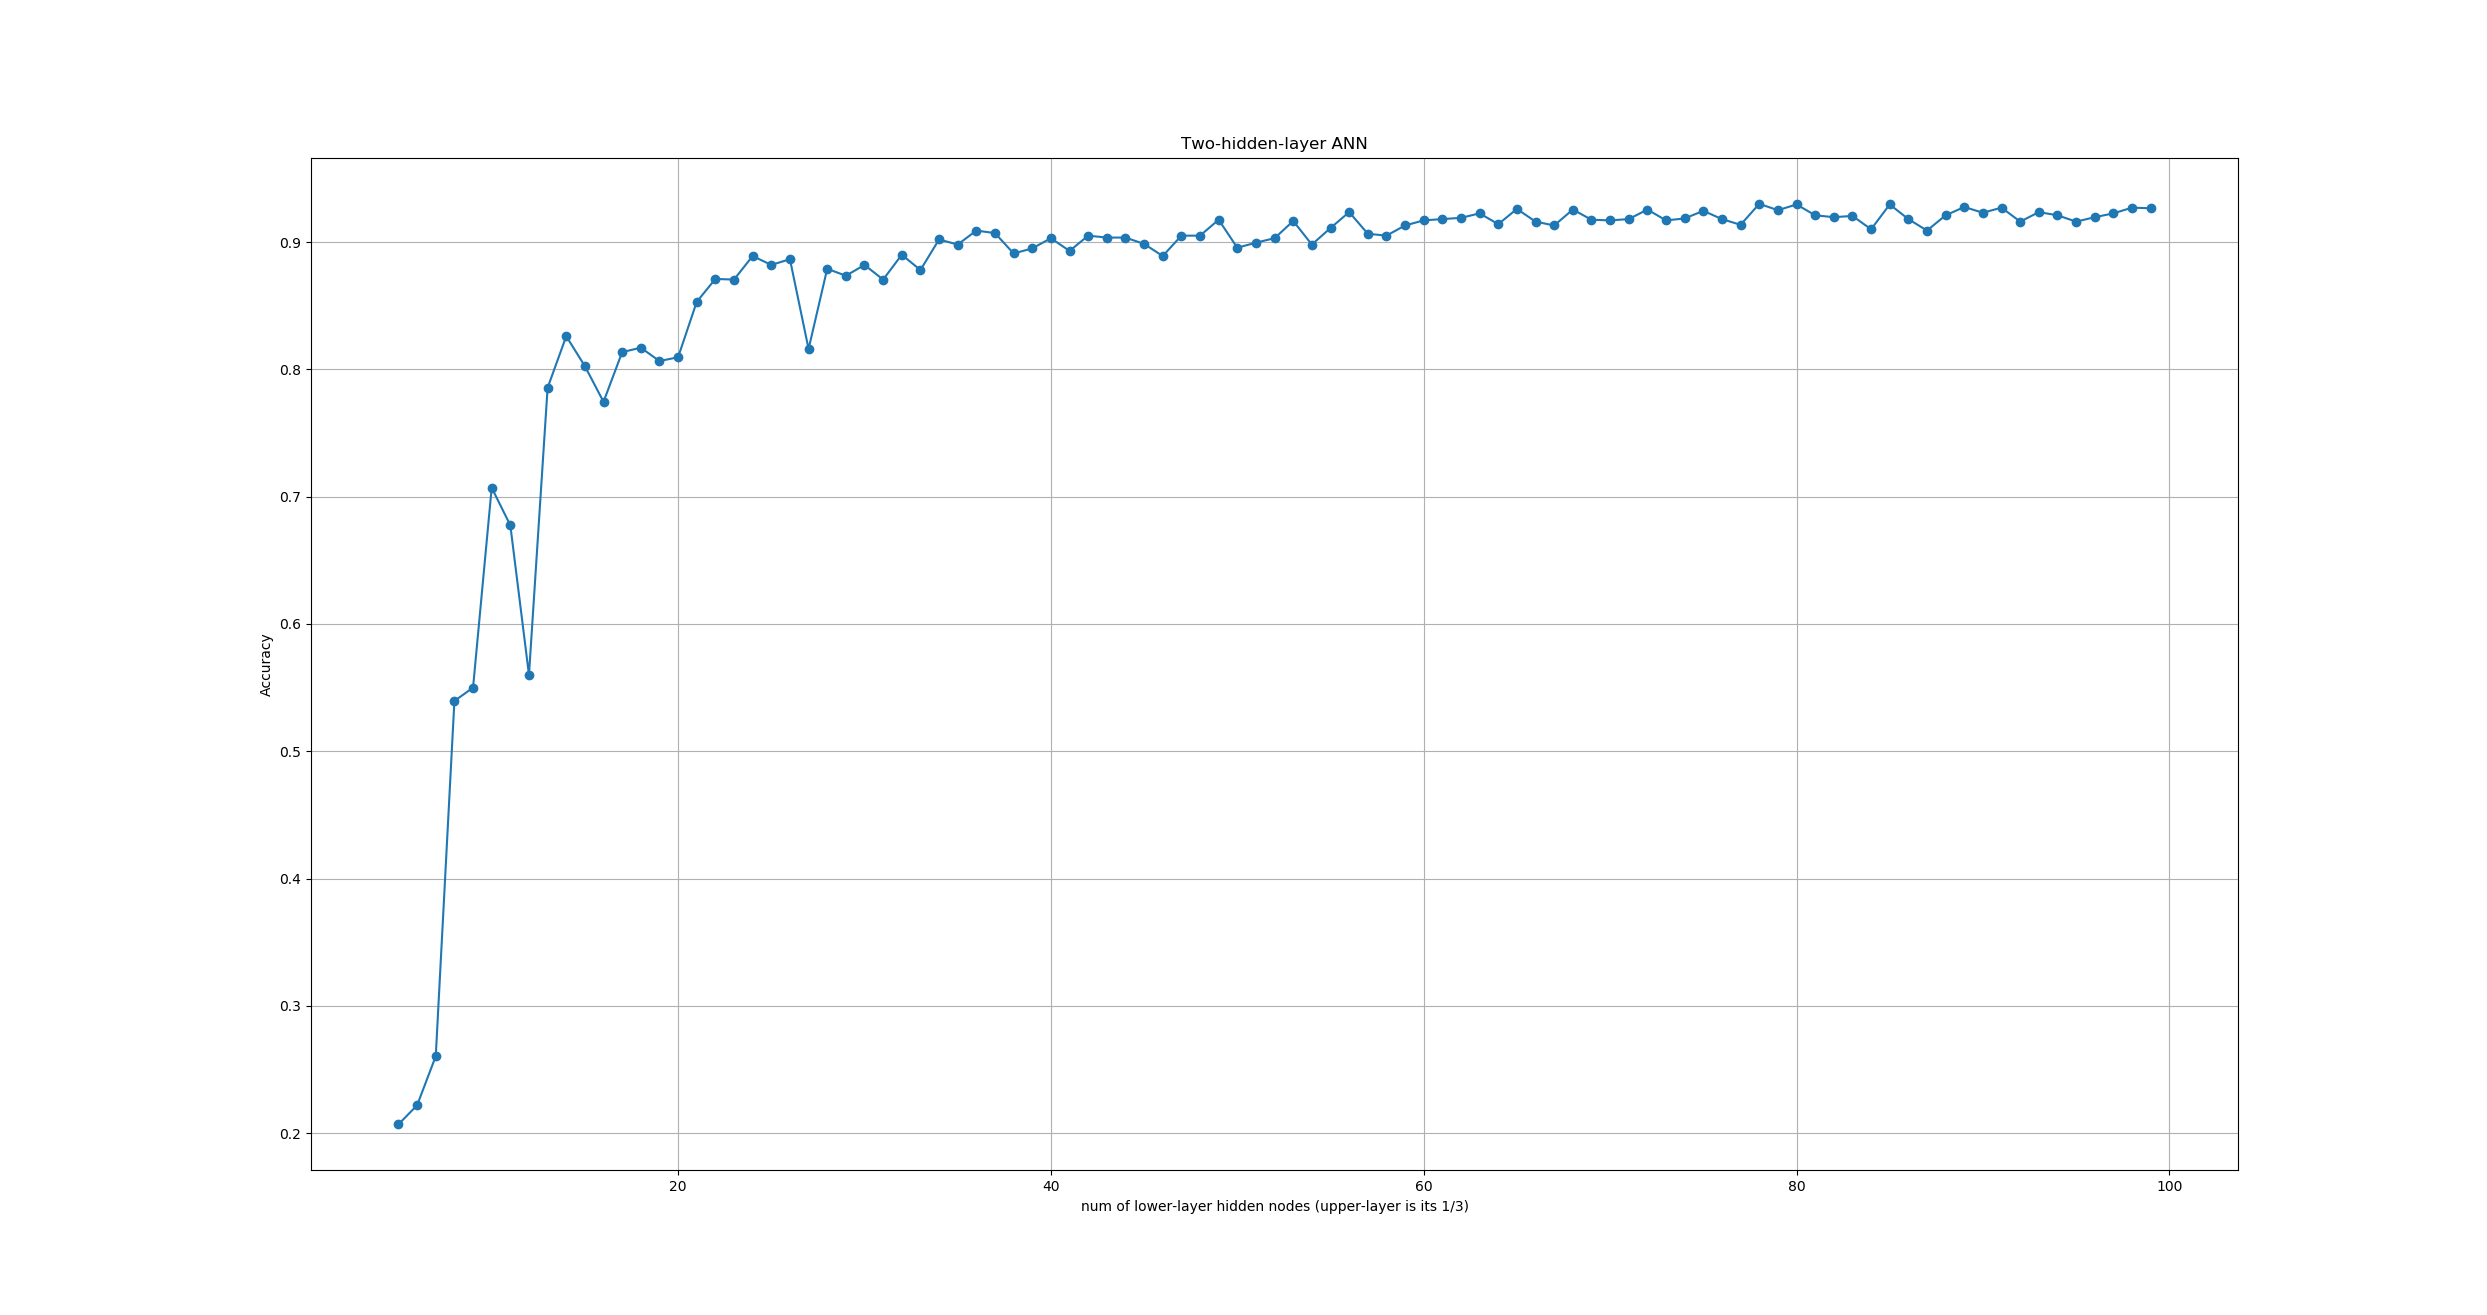 Two-hidden-layer ANN
Accuracy
0.9
0.8
0.7
0.6
0.5
0.4
0.3
0.2
20 40 60 80 100
num of lower-layer hidden nodes (upper-layer is its 1/3)